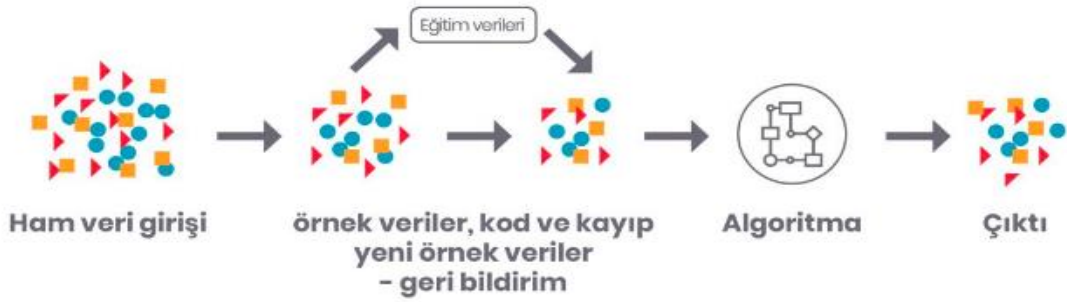 Eğitim verileri
Ham veri girişi
örnek veriler, kod ve kayıp
yeni örnek veriler
- geri bildirim
Algoritma
Çıktı